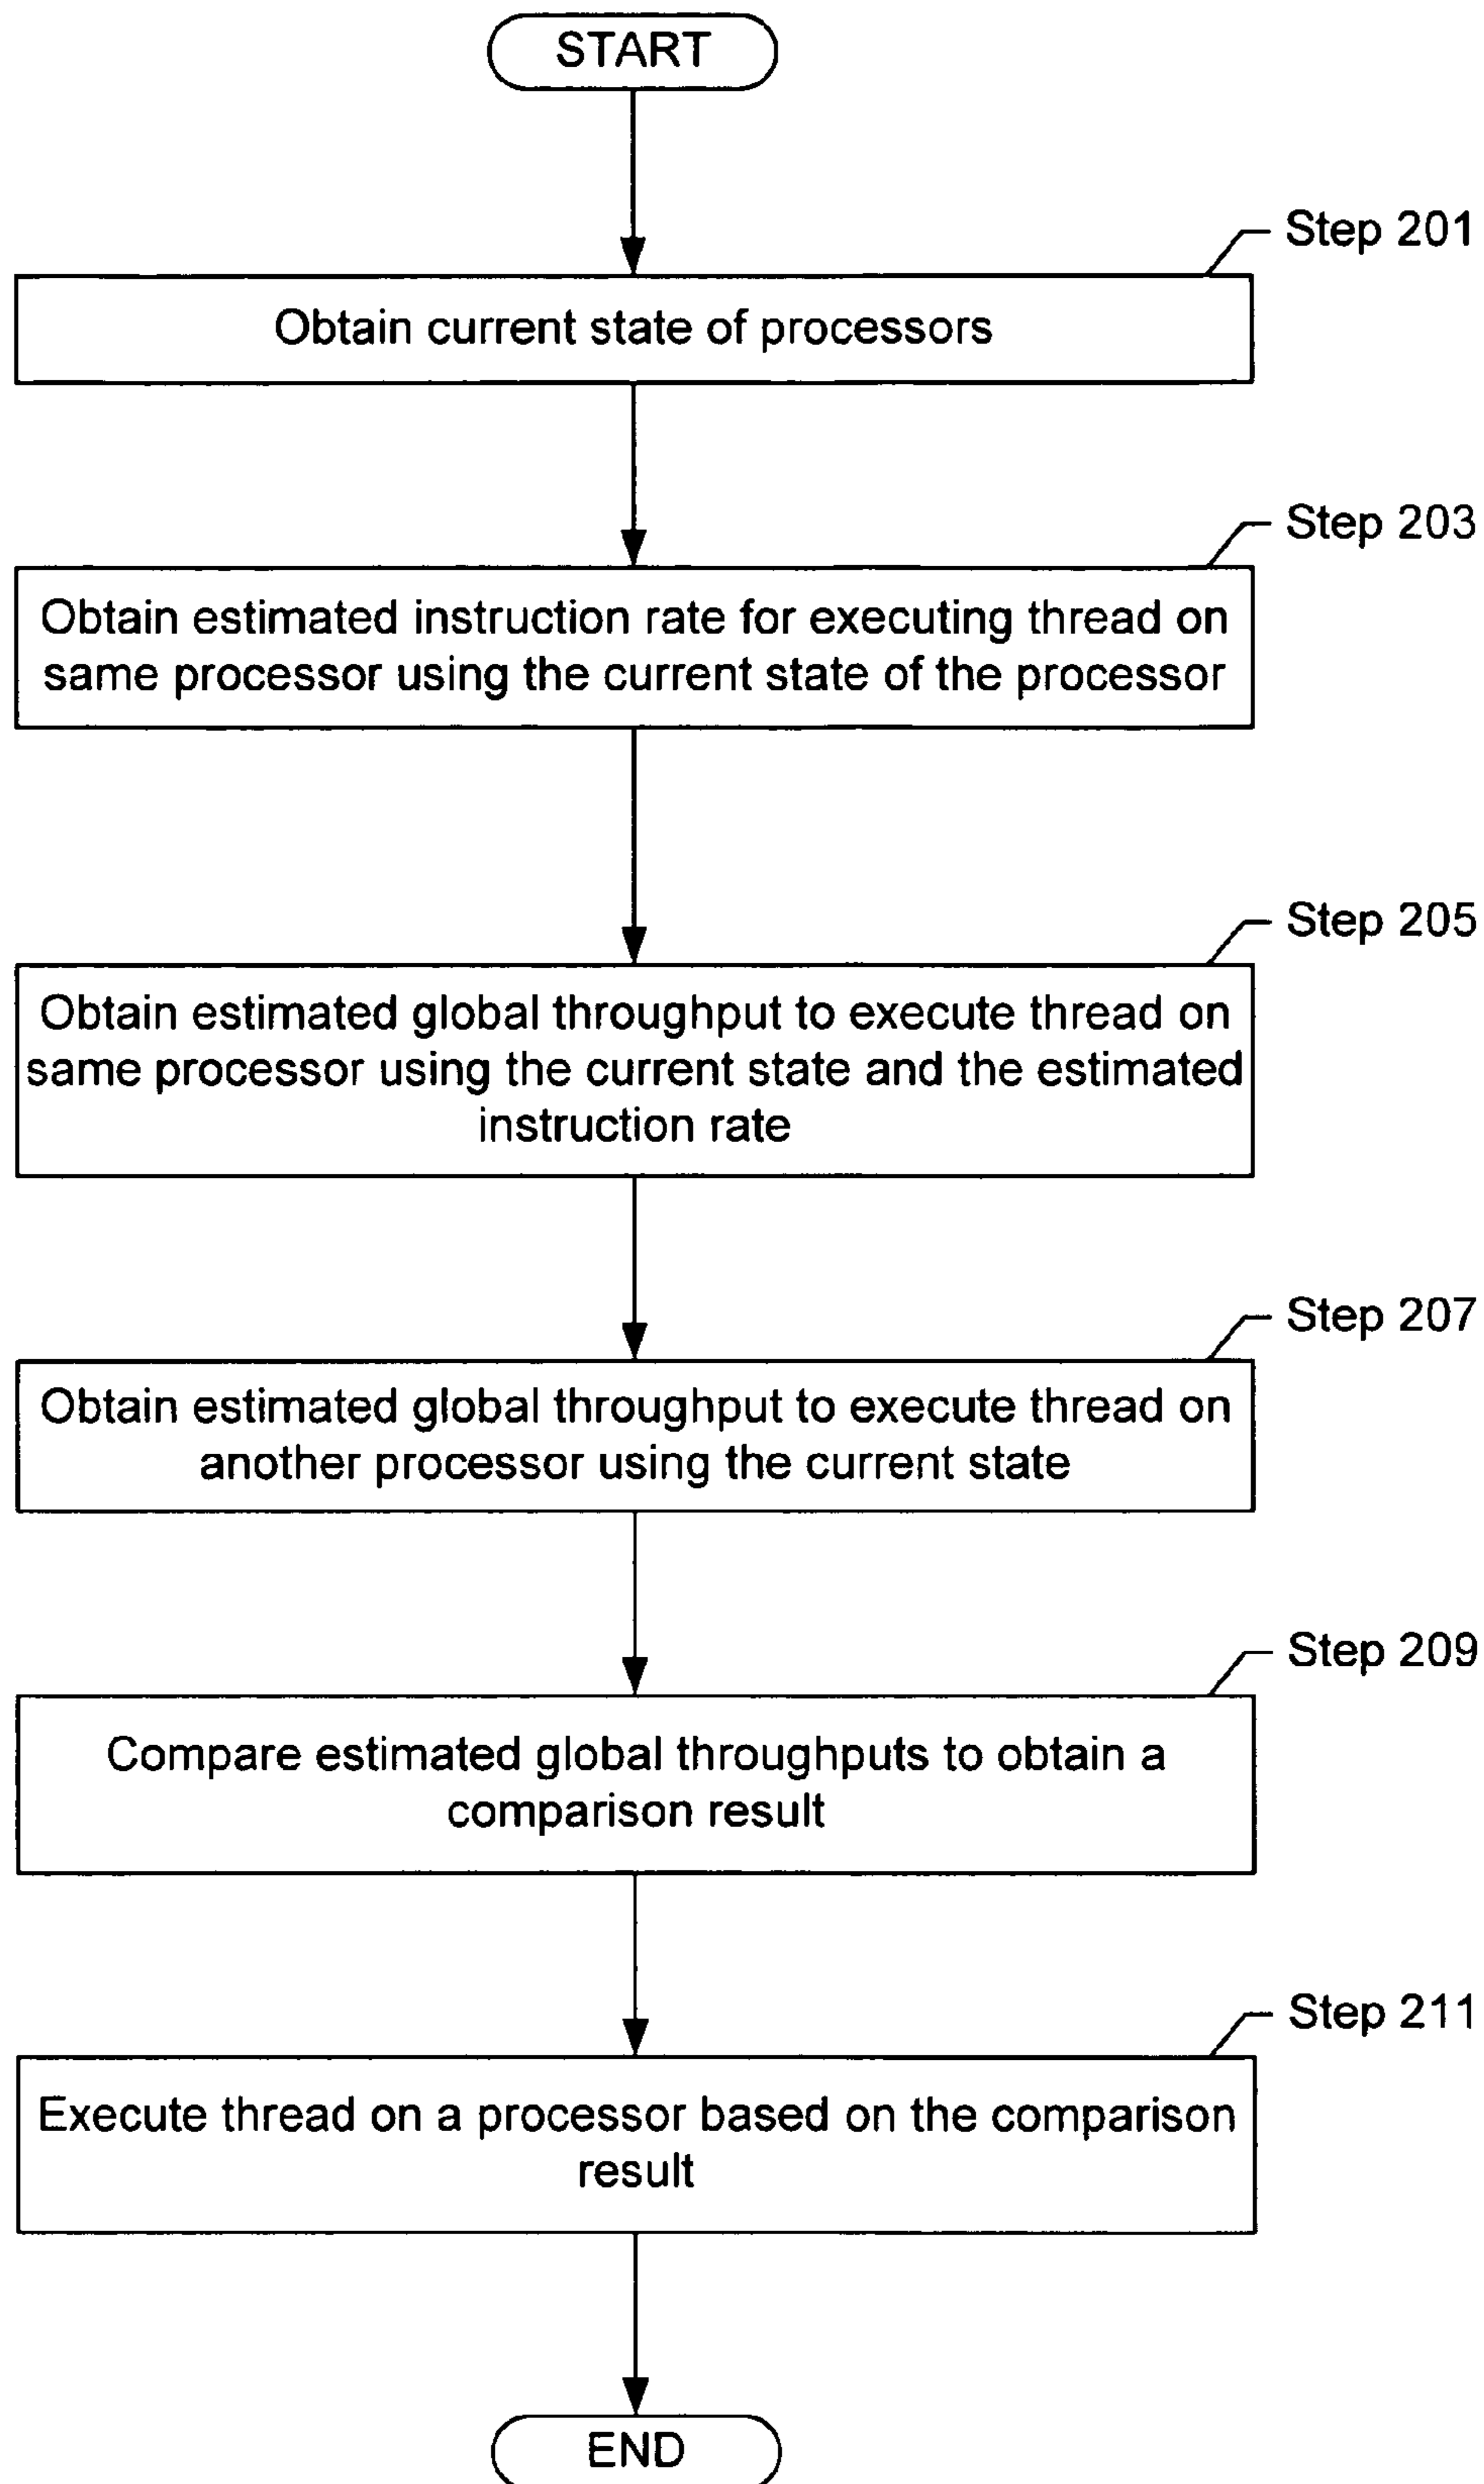 START
Step 201
Obtain current state of processors
Step 203
Obtain estimated instruction rate for executing thread on
same processor using the current state of the processor
Step 205
Obtain estimated global throughput to execute thread on
same processor using the current state and the estimated
instruction rate
Step 207
Obtain estimated global throughput to execute thread on
another processor using the current state
Step 209
Compare estimated global throughputs to obtain a
comparison result
Step 211
Execute thread on a processor based on the comparison
result
END